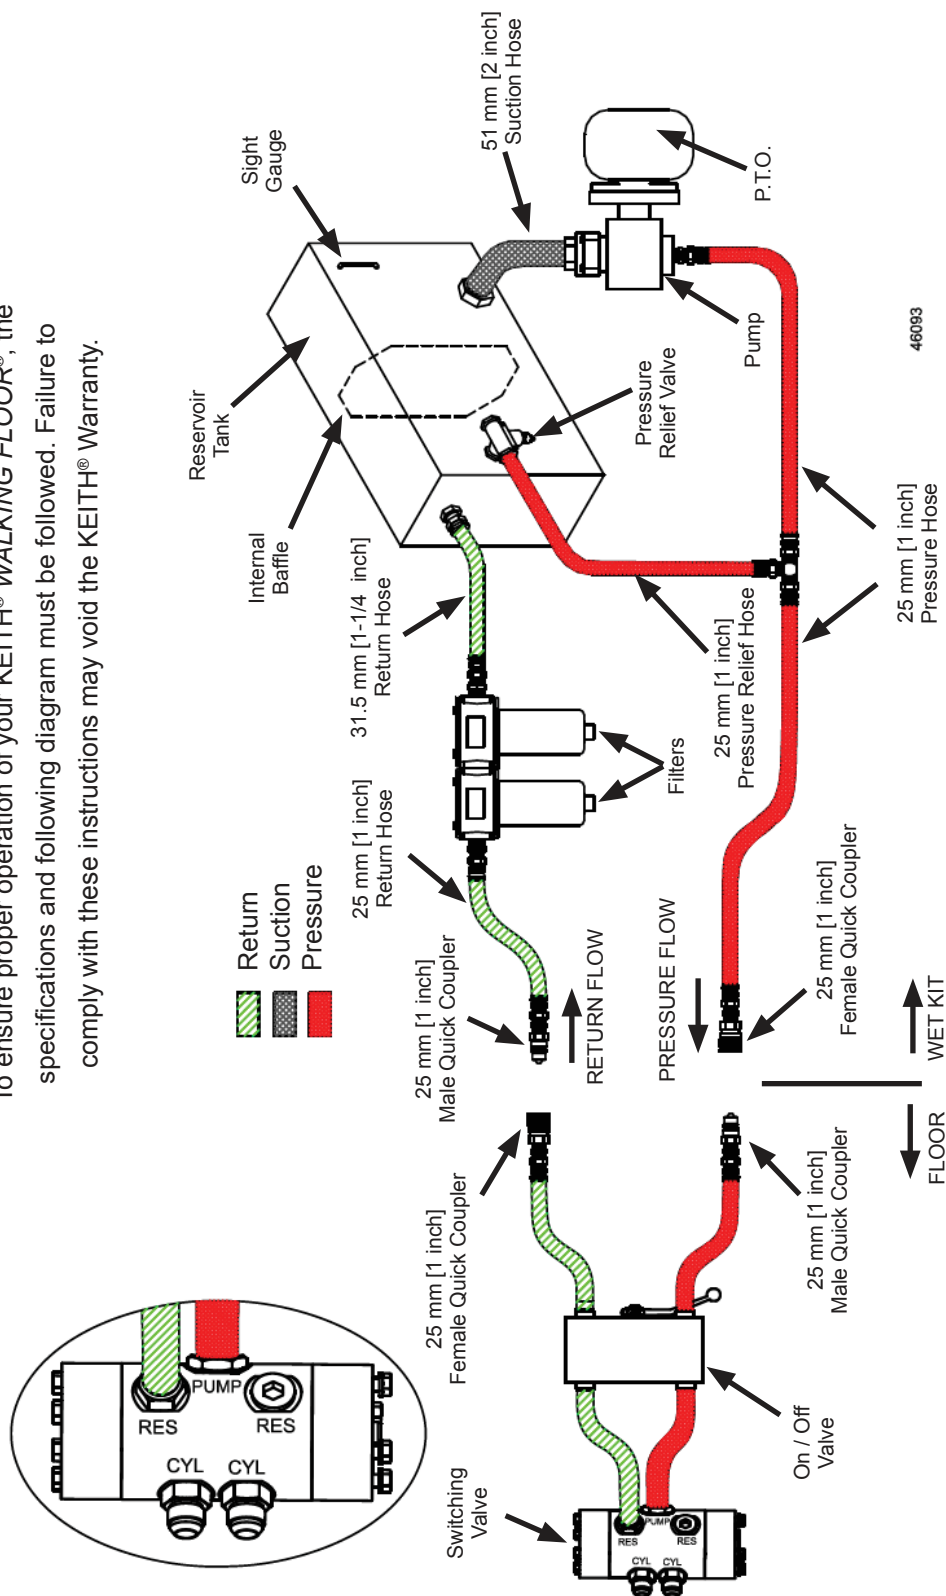 To ensure proper operation of your KEITH® WALKING FLOOR®, the
specifications and following diagram must be followed. Failure to
comply with these instructions may void the KEITH® Warranty.
Return
Suction
Pressure
Sight
Gauge
Reservoir
Tank
Internal
Baffle
51 mm [2 inch]
Suction Hose
P.T.O.
Pump
Pressure
Relief Valve
31.5 mm [1-1/4 inch]
Return Hose
25 mm [1 inch]
Return Hose
Filters
25 mm [1 inch]
Pressure Relief Hose
25 mm [1 inch]
Pressure Hose
46093
25 mm [1 inch]
Male Quick Coupler
RETURN FLOW
PRESSURE FLOW
25 mm [1 inch]
Female Quick Coupler
WET KIT
FLOOR
25 mm [1 inch]
Female Quick Coupler
25 mm [1 inch]
Male Quick Coupler
On / Off
Valve
Switching
Valve
RES
PUMP
RES
CYL
CYL
RES
PUMP
RES
CYL
CYL